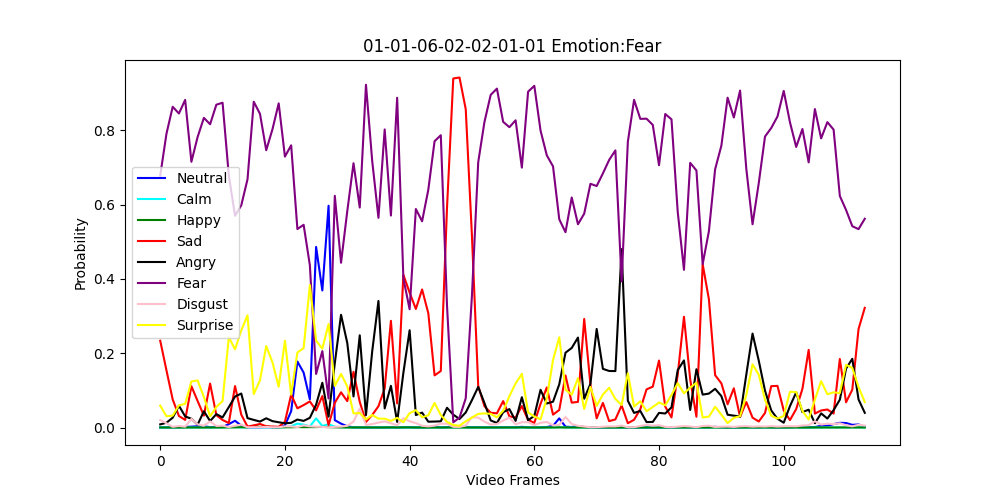 01-01-06-02-02-01-01 Emotion:Fear
Probability
0.8
0.6
0.4
0.2
0.0
Neutral
Calm
Happy
Sad
Angry
Fear
Disgust
Surprise
0 20 40 60 80 100
Video Frames